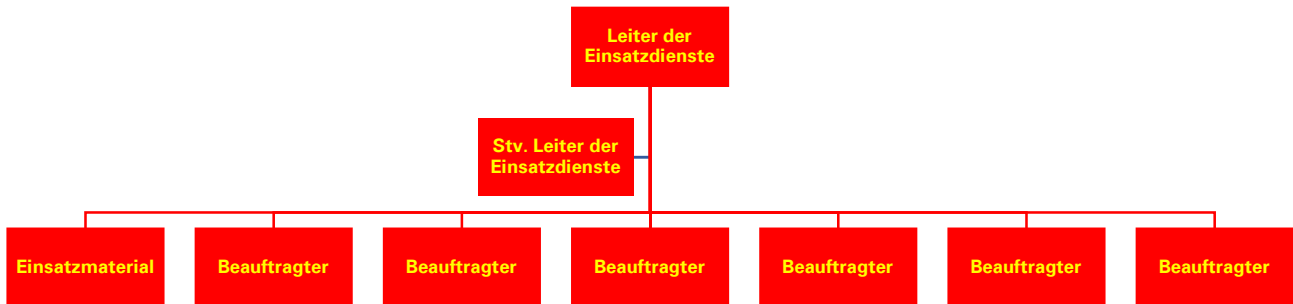 Leiter der
Einsatzdienste
Stv. Leiter der
Einsatzdienste
Einsatzmaterial
Beauftragter
Beauftragter
Beauftragter
Beauftragter
Beauftragter
Beauftragter